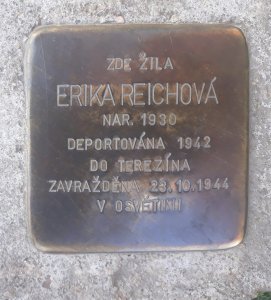 ZDE ŽILA
ERIKA REICHOVÁ
NAR. 1930
DEPORTOVÁNA 1942
DO TEREZÍNA
ZAVRAŽDĚNA 23.10.1944
V OSVĚTIMI